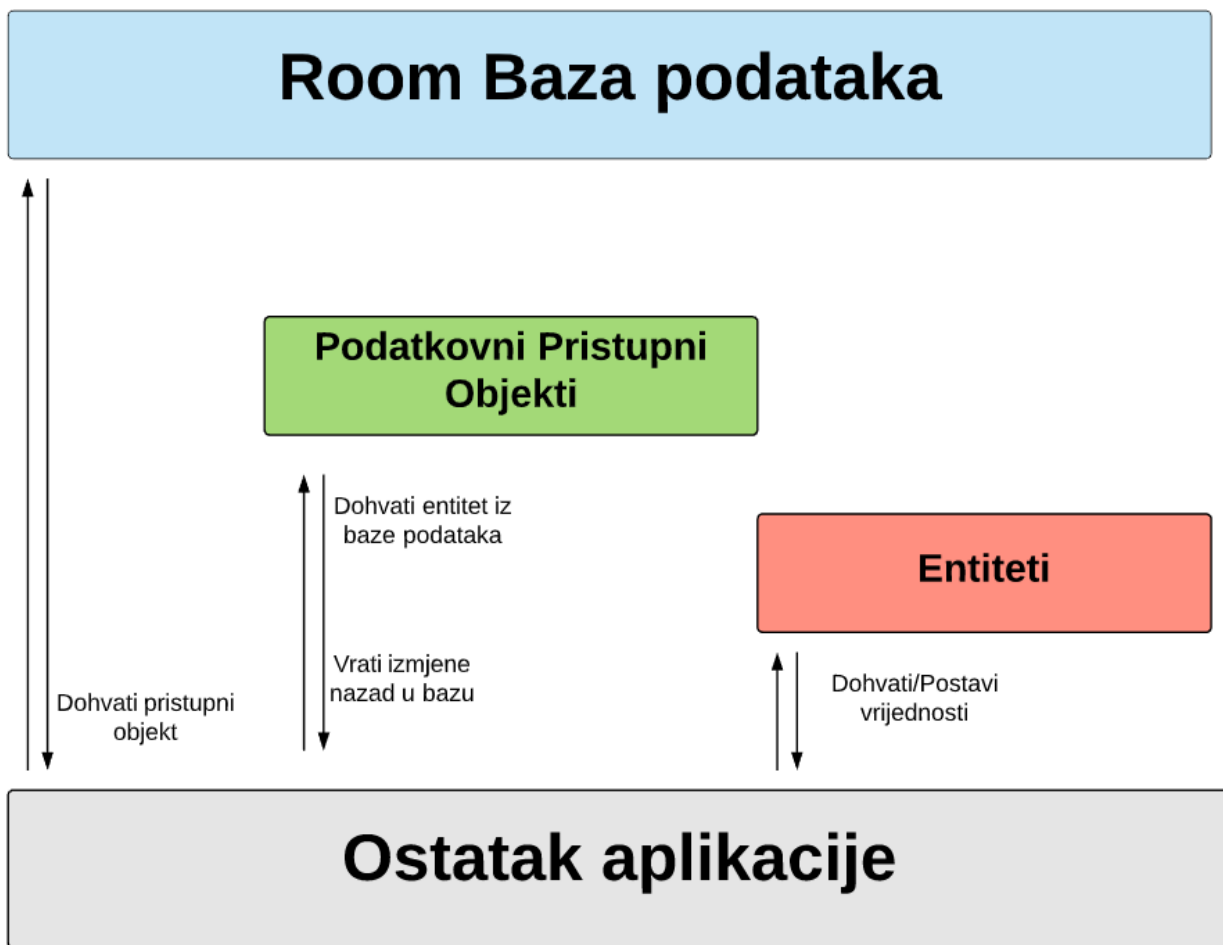 Room Baza podataka
Podatkovni Pristupni
Objekti
Dohvati entitet iz
baze podataka
Entiteti
Vrati izmjene
nazad u bazu
Dohvati/Postavi
vrijednosti
Dohvati pristupni
objekt
Ostatak aplikacije